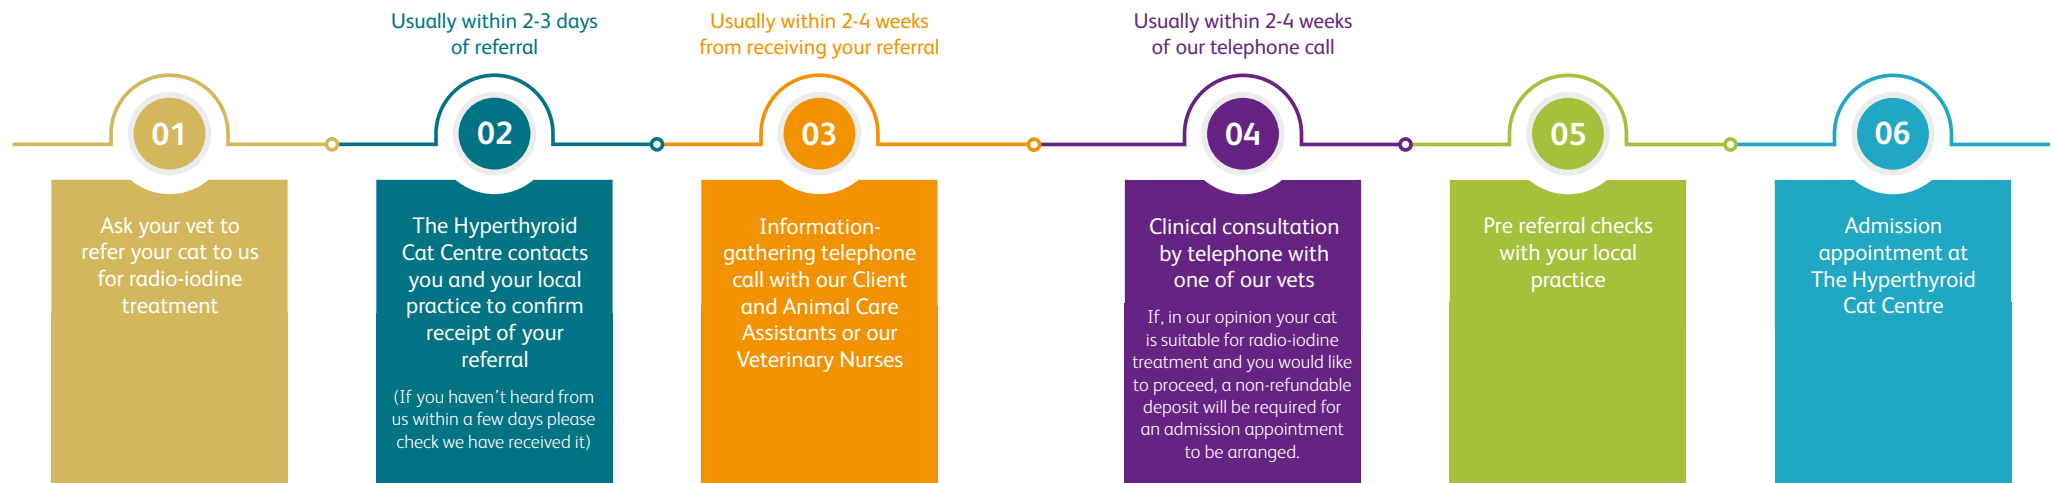 01
Ask your vet to
refer your cat to us
for radio-iodine
treatment
Usually within 2-3 days
of referral
02
The Hyperthyroid
Cat Centre contacts
you and your local
practice to confirm
receipt of your
referral
(If you haven’t heard from
us within a few days please
check we have received it)
Usually within 2-4 weeks
from receiving your referral
03
Information-
gathering telephone
call with our Client
and Animal Care
Assistants or our
Veterinary Nurses
Usually within 2-4 weeks
of our telephone call
04
Clinical consultation
by telephone with
one of our vets
If, in our opinion your cat
is suitable for radio-iodine
treatment and you would like
to proceed, a non-refundable
deposit will be required for
an admission appointment
to be arranged.
05
Pre referral checks
with your local
practice
06
Admission
appointment at
The Hyperthyroid
Cat Centre